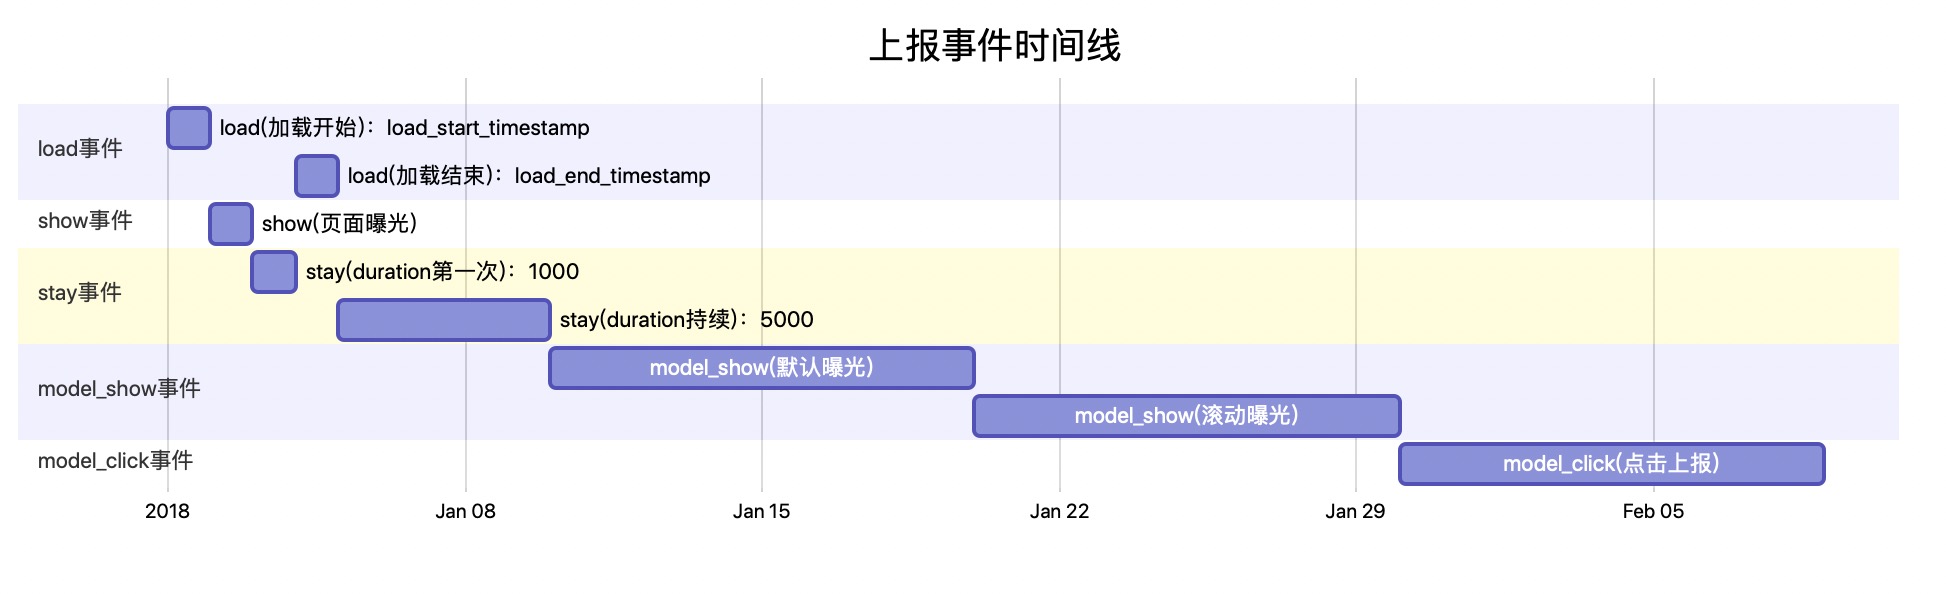 上报事件时间线
load事件
load(加载开始)：load_start_timestamp
load(加载结束)：load_end_timestamp
show事件
show(页面曝光)
stay事件
stay(duration第一次)：1000
stay(duration持续)：5000
model_show事件
model_show(默认曝光)
model_show(滚动曝光)
model_click事件
model_click(点击上报)
2018
Jan 08
Jan 15
Jan 22
Jan 29
Feb 05